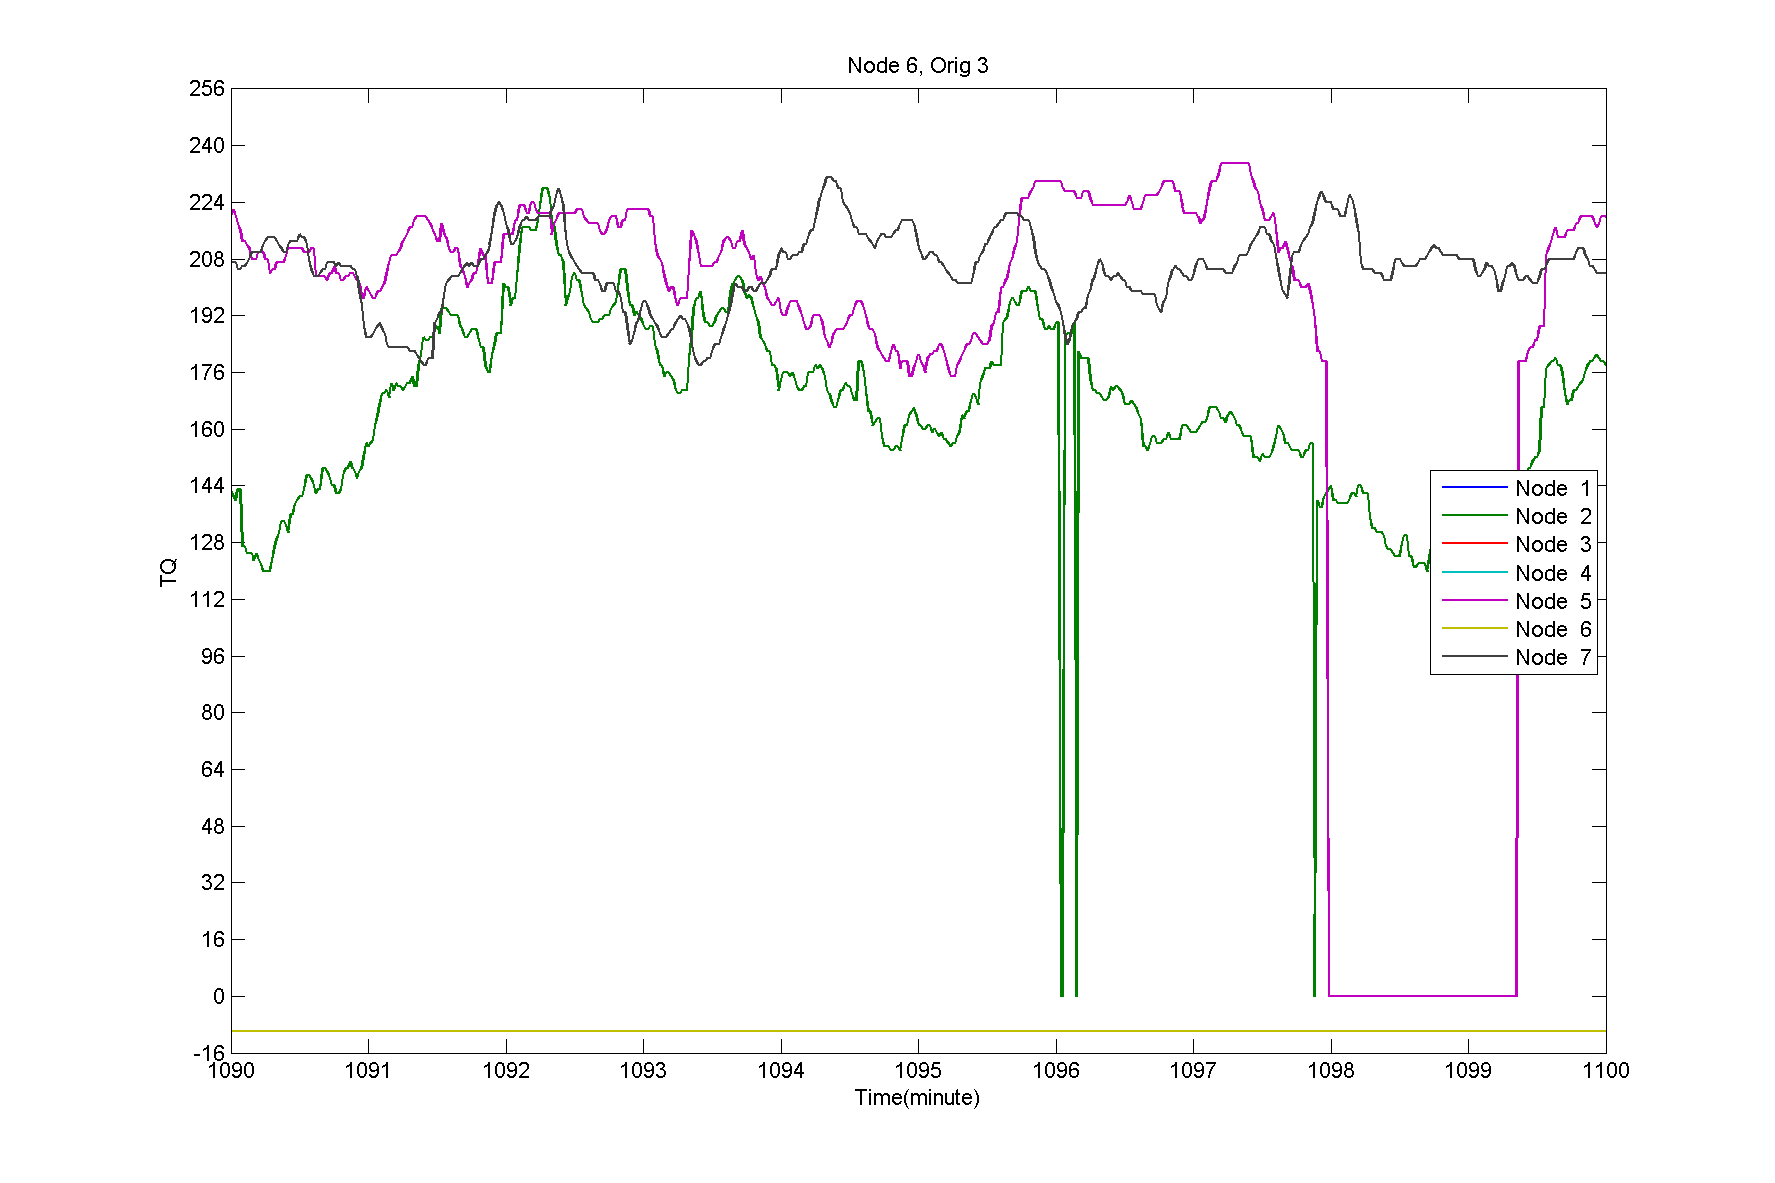 Node 6, Orig 3
256
240
224
208
192
176
160
144
128
112
96
80
64
48
32
16
0
-16
TQ
Node 1
Node 2
Node 3
Node 4
Node 5
Node 6
Node 7
1090 1091 1092 1093 1094 1095 1096 1097 1098 1099 1100
Time(minute)